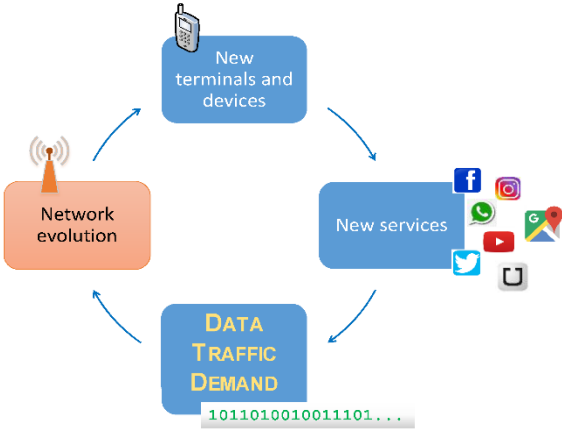 New
terminals and
devices
Network
evolution
New services
f
G
U
DATA
TRAFFIC
DEMAND
1011010010011101...